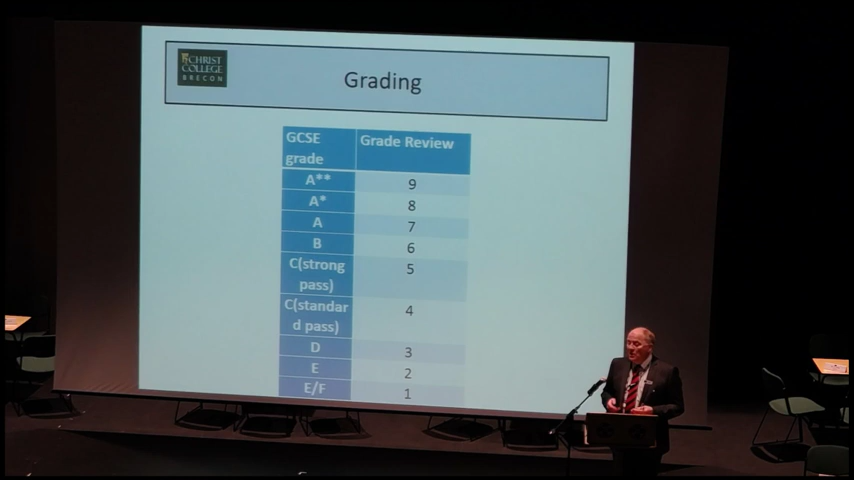 CHRIST
COLLEGE
BRECON
Grading
GCSE grade Grade Review
A** 9
A* 8
A 7
B 6
C(strong pass) 5
C(standard pass) 4
D 3
E 2
E/F 1